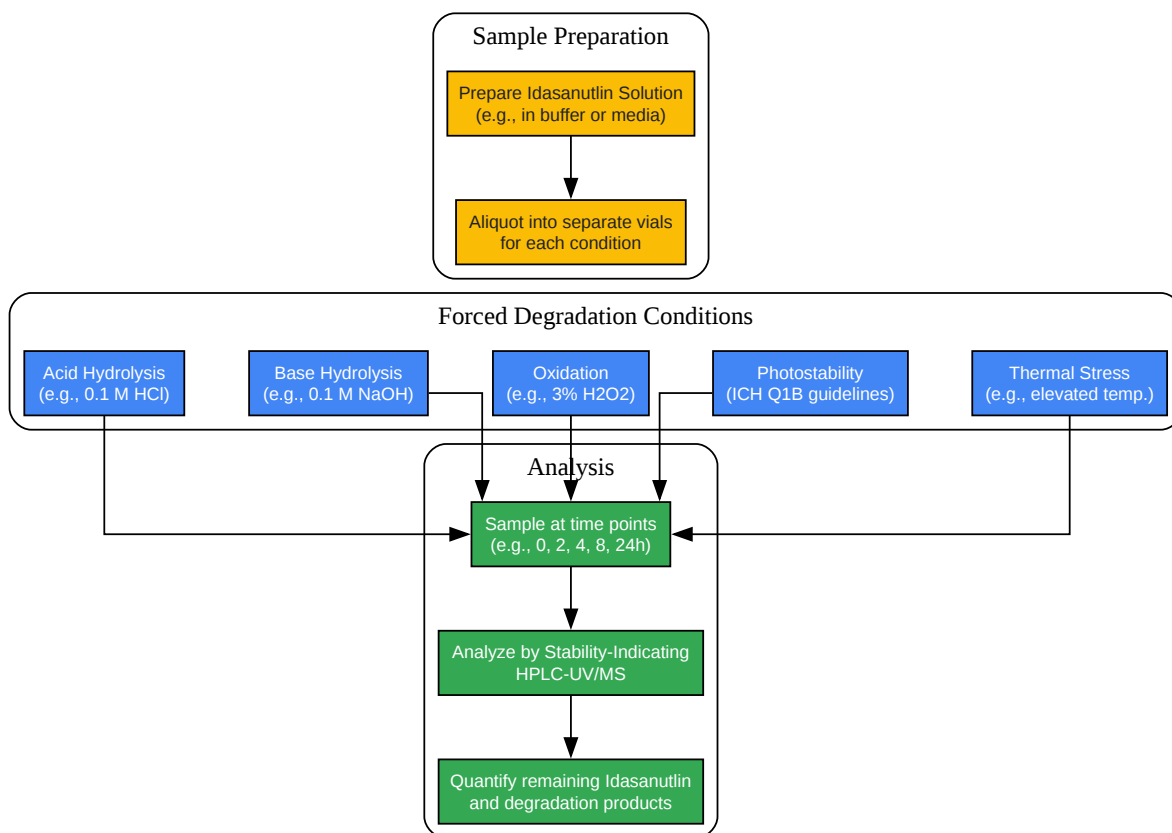 Sample Preparation
Prepare Idasanutlin Solution
(e.g., in buffer or media)
Aliquot into separate vials
for each condition
Forced Degradation Conditions
Acid Hydrolysis
(e.g., 0.1 M HCl)
Base Hydrolysis
(e.g., 0.1 M NaOH)
Oxidation
(e.g., 3% H2O2)
Photostability
(ICH Q1B guidelines)
Thermal Stress
(e.g., elevated temp.)
Analysis
Sample at time points
(e.g., 0, 2, 4, 8, 24h)
Analyze by Stability-Indicating
HPLC-UV/MS
Quantify remaining Idasanutlin
and degradation products